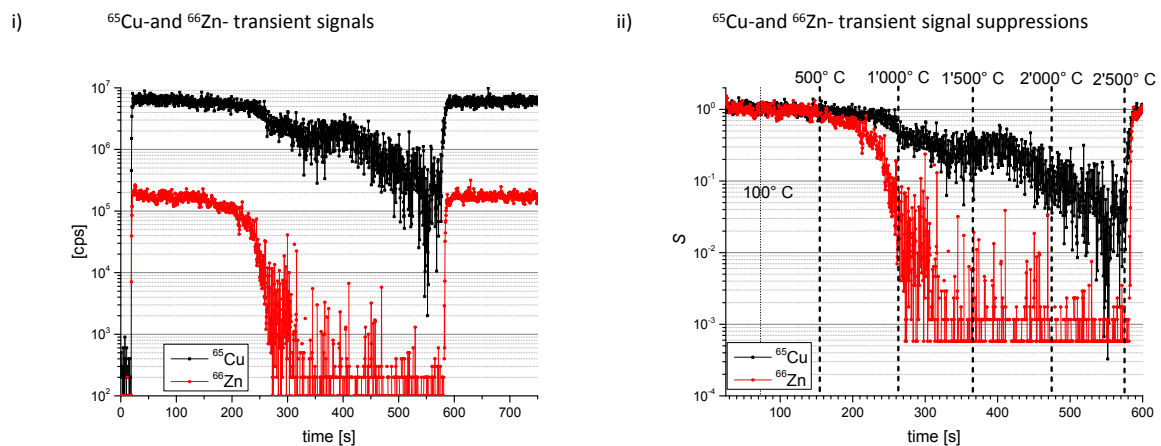 i) ⁶⁵Cu-and ⁶⁶Zn- transient signals
10⁷
10⁶
10⁵
10⁴
10³
10²
[cps]
⁶⁵Cu
⁶⁶Zn
0 100 200 300 400 500 600 700
time [s]
ii) ⁶⁵Cu-and ⁶⁶Zn- transient signal suppressions
500° C 1'000° C 1'500° C 2'000° C 2'500° C
10⁰
10⁻¹
100° C
10⁻²
10⁻³
10⁻⁴
S
⁶⁵Cu
⁶⁶Zn
100 200 300 400 500 600
time [s]